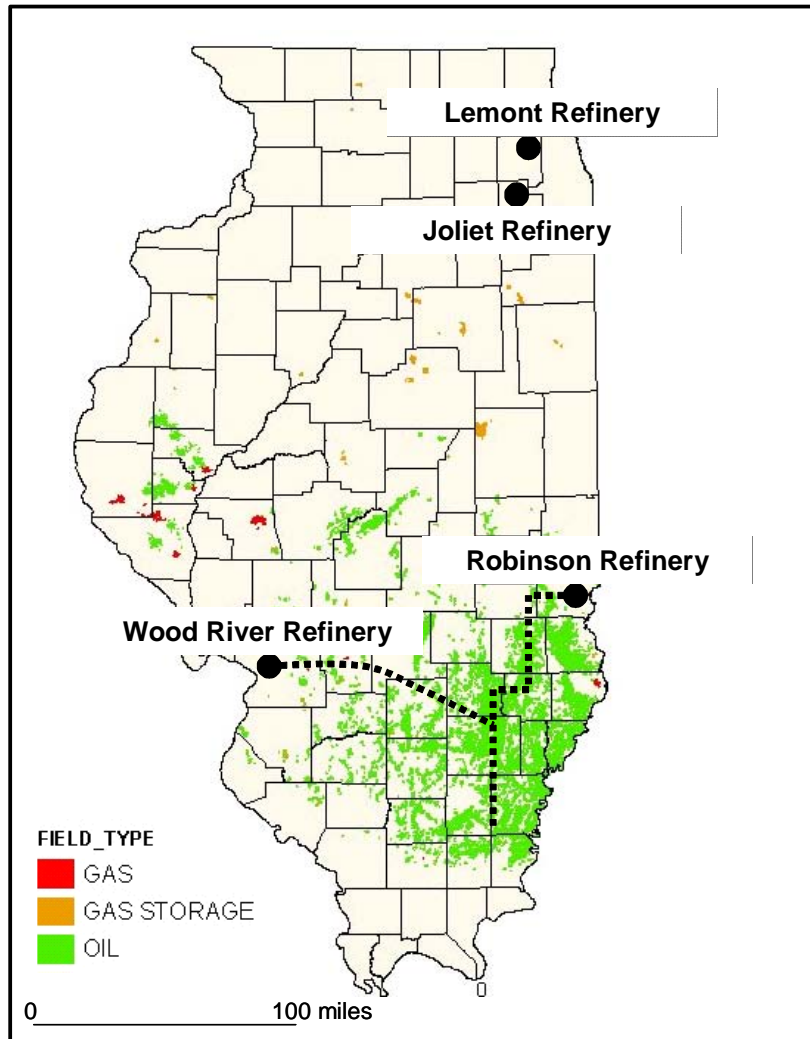 Lemont Refinery
Joliet Refinery
Robinson Refinery
Wood River Refinery
FIELD_TYPE
GAS
GAS STORAGE
OIL
0
0 100 miles